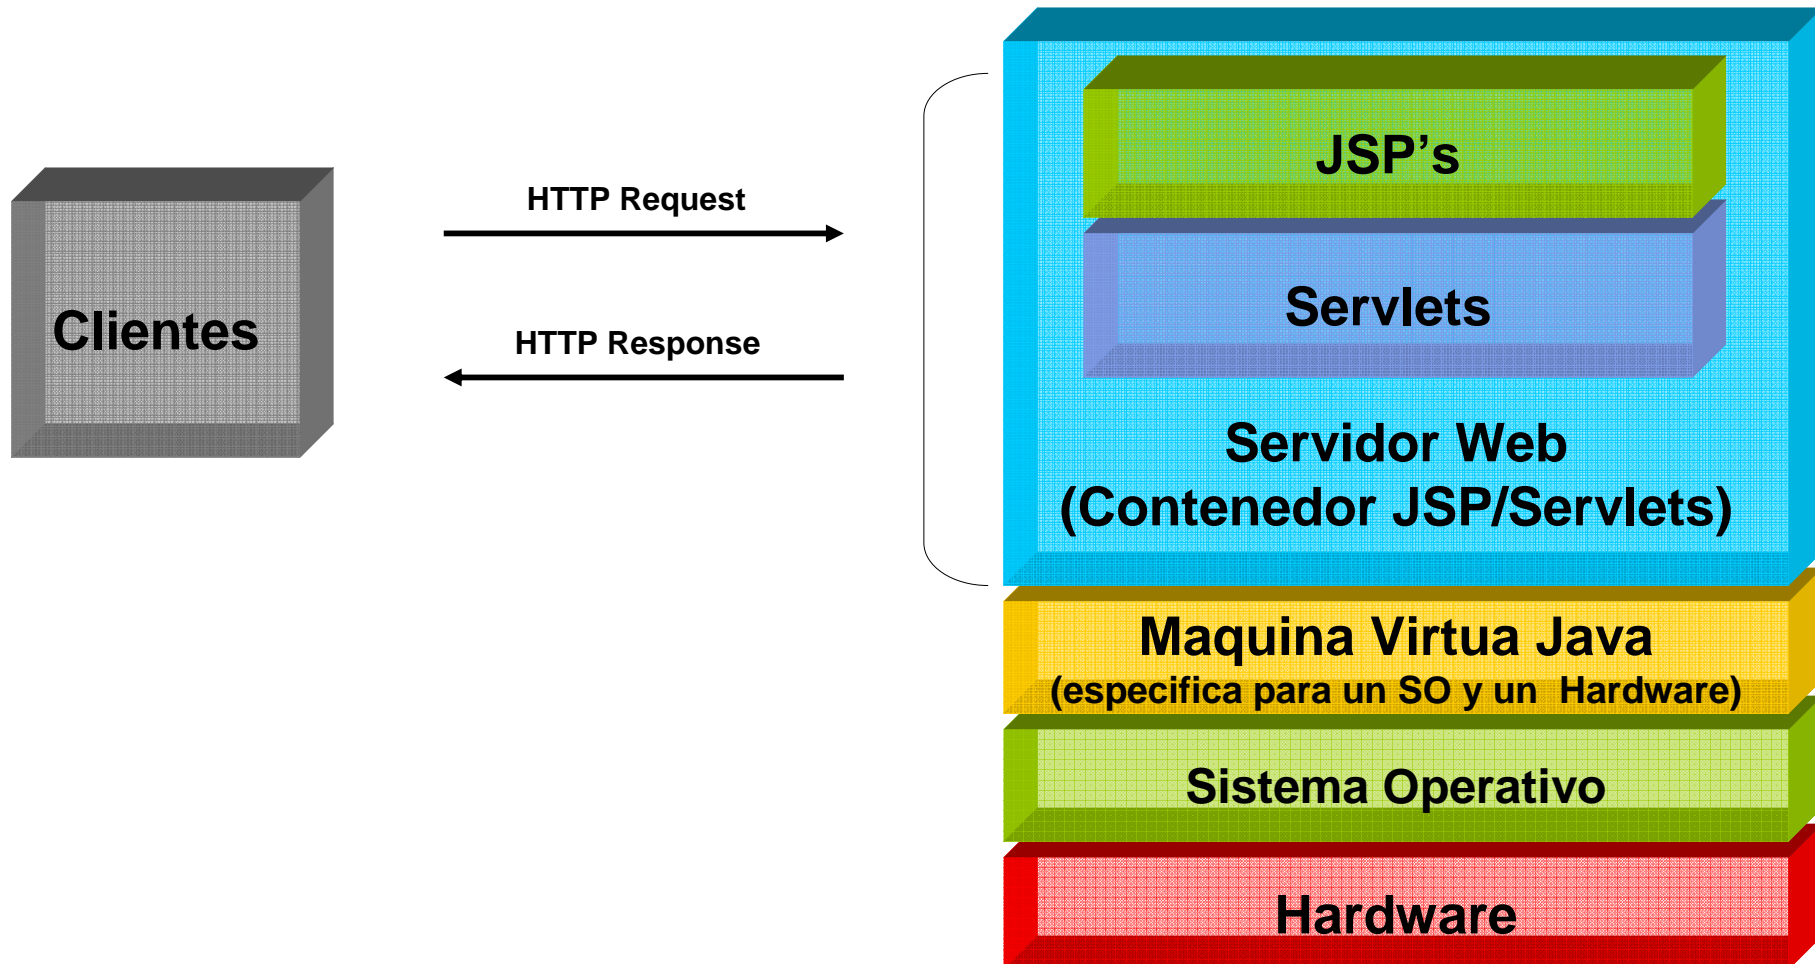 Clientes
HTTP Request
HTTP Response
JSP’s
Servlets
Servidor Web
(Contenedor JSP/Servlets)
Maquina Virtua Java
(especifica para un SO y un Hardware)
Sistema Operativo
Hardware